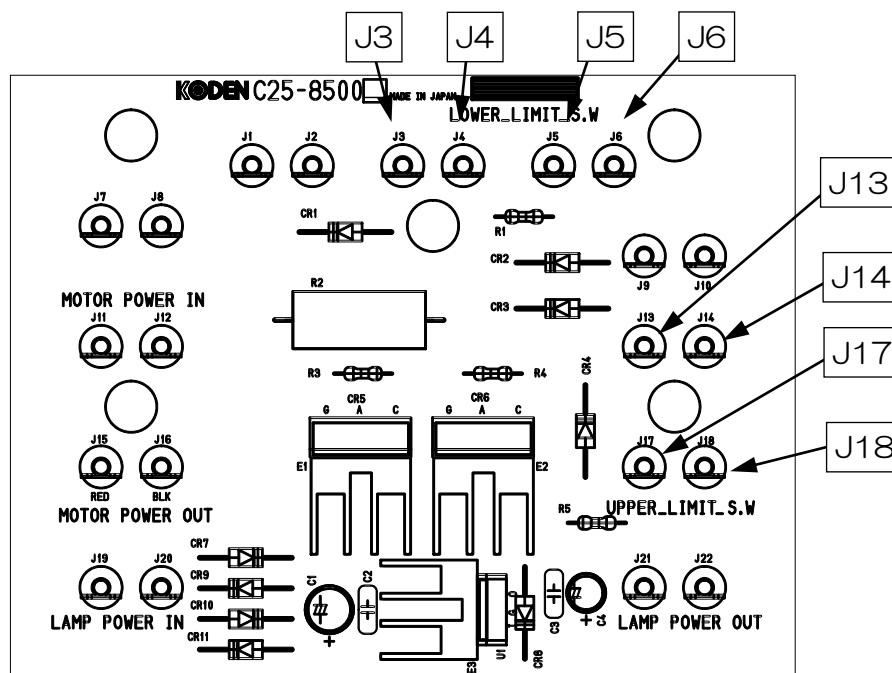 J3 J4 J5 J6
KODEN C25-8500 MADE IN JAPAN
LOWER_LIMIT_S.W
J1 J2 J3 J4 J5 J6
J13
J7 J8
CR1
R1
CR2
J9 J10
MOTOR POWER IN
R2
CR3
J14
J11 J12
J13 J14
R3
R4
CR4
J17
CR5
CR6
G A C
G A C
J15 J16
J17 J18
J18
E1
E2
RED BLK
MOTOR POWER OUT
UPPER_LIMIT_S.W
R5
CR7
J19 J20
CR9
C1
C2
J21 J22
CR10
LAMP POWER IN
C3
C4
LAMP POWER OUT
CR11
U1
E3
CR8